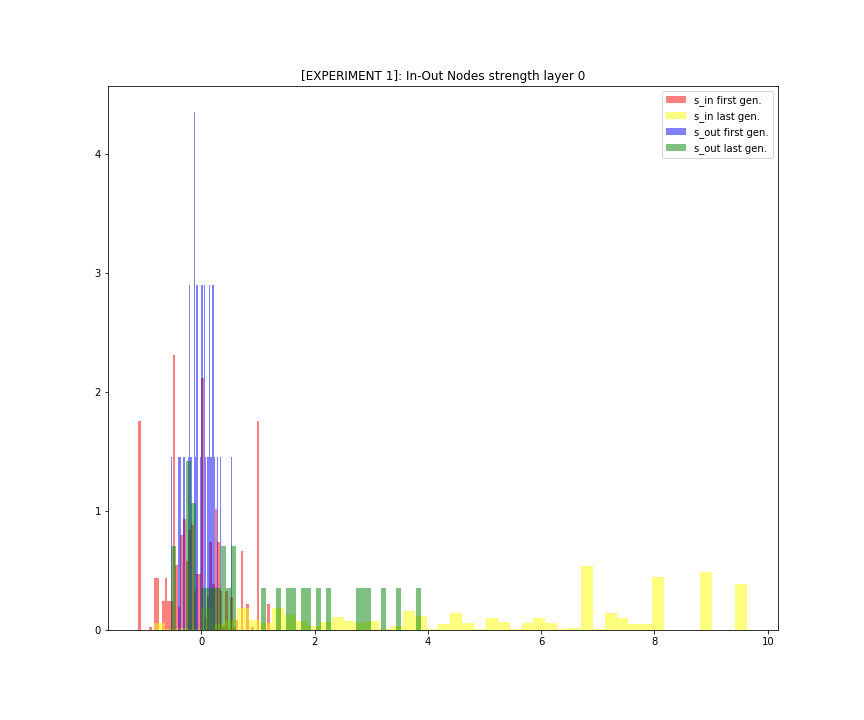 [EXPERIMENT 1]: In-Out Nodes strength layer 0
s_in first gen.
s_in last gen.
s_out first gen.
s_out last gen.
4
3
2
1
0
0 2 4 6 8 10